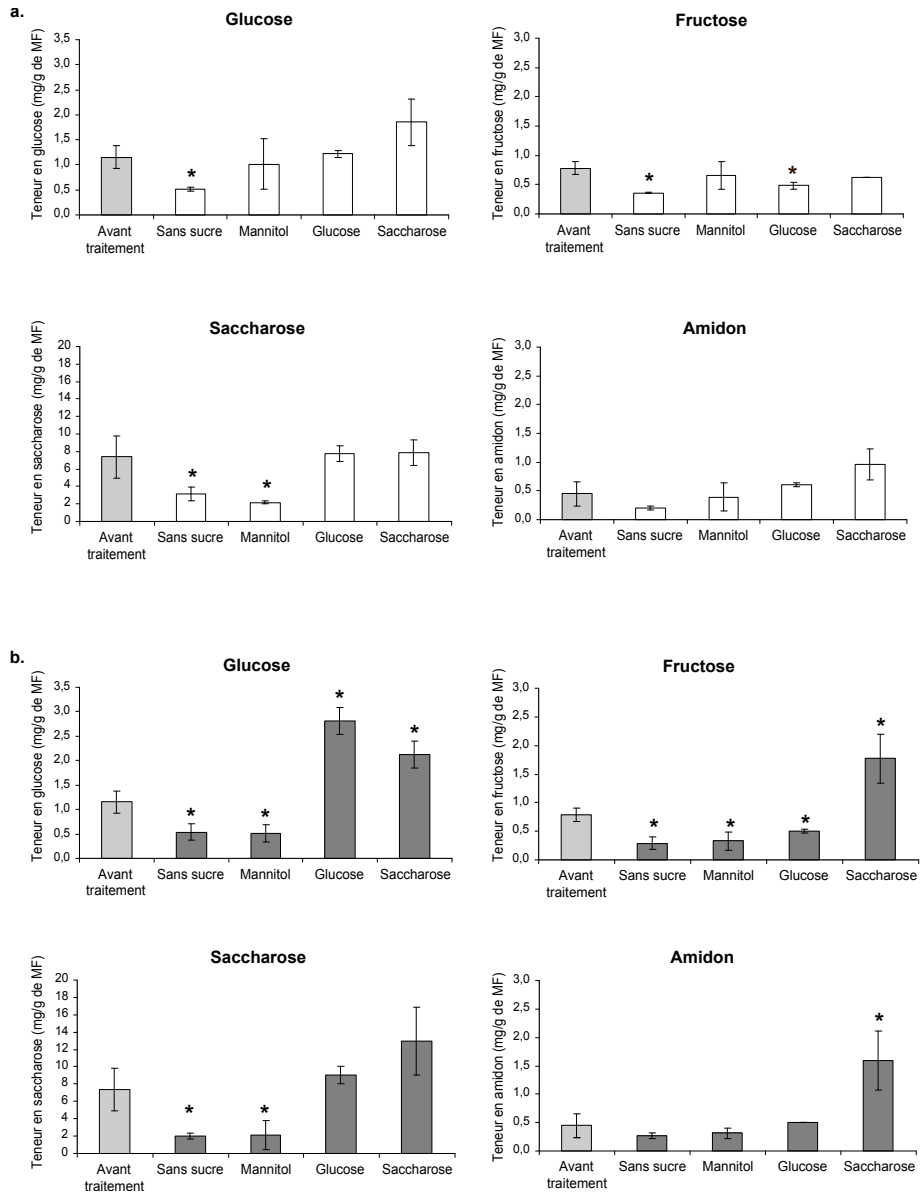 a.
Glucose
Teneur en glucose (mg/g de MF)
3,5
3,0
2,5
2,0
1,5
1,0
0,5
0,0
*
Avant traitement
Sans sucre
Mannitol
Glucose
Saccharose
Fructose
Teneur en fructose (mg/g de MF)
3,0
2,5
2,0
1,5
1,0
0,5
0,0
*
*
Avant traitement
Sans sucre
Mannitol
Glucose
Saccharose
Saccharose
Teneur en saccharose (mg/g de MF)
20
18
16
14
12
10
8
6
4
2
0
*
*
Avant traitement
Sans sucre
Mannitol
Glucose
Saccharose
Amidon
Teneur en amidon (mg/g de MF)
3,0
2,5
2,0
1,5
1,0
0,5
0,0
Avant traitement
Sans sucre
Mannitol
Glucose
Saccharose
b.
Glucose
Teneur en glucose (mg/g de MF)
3,5
3,0
2,5
2,0
1,5
1,0
0,5
0,0
*
*
*
*
Avant traitement
Sans sucre
Mannitol
Glucose
Saccharose
Fructose
Teneur en fructose (mg/g de MF)
3,0
2,5
2,0
1,5
1,0
0,5
0,0
*
*
*
*
Avant traitement
Sans sucre
Mannitol
Glucose
Saccharose
Saccharose
Teneur en saccharose (mg/g de MF)
20
18
16
14
12
10
8
6
4
2
0
*
*
Avant traitement
Sans sucre
Mannitol
Glucose
Saccharose
Amidon
Teneur en amidon (mg/g de MF)
3,0
2,5
2,0
1,5
1,0
0,5
0,0
*
Avant traitement
Sans sucre
Mannitol
Glucose
Saccharose